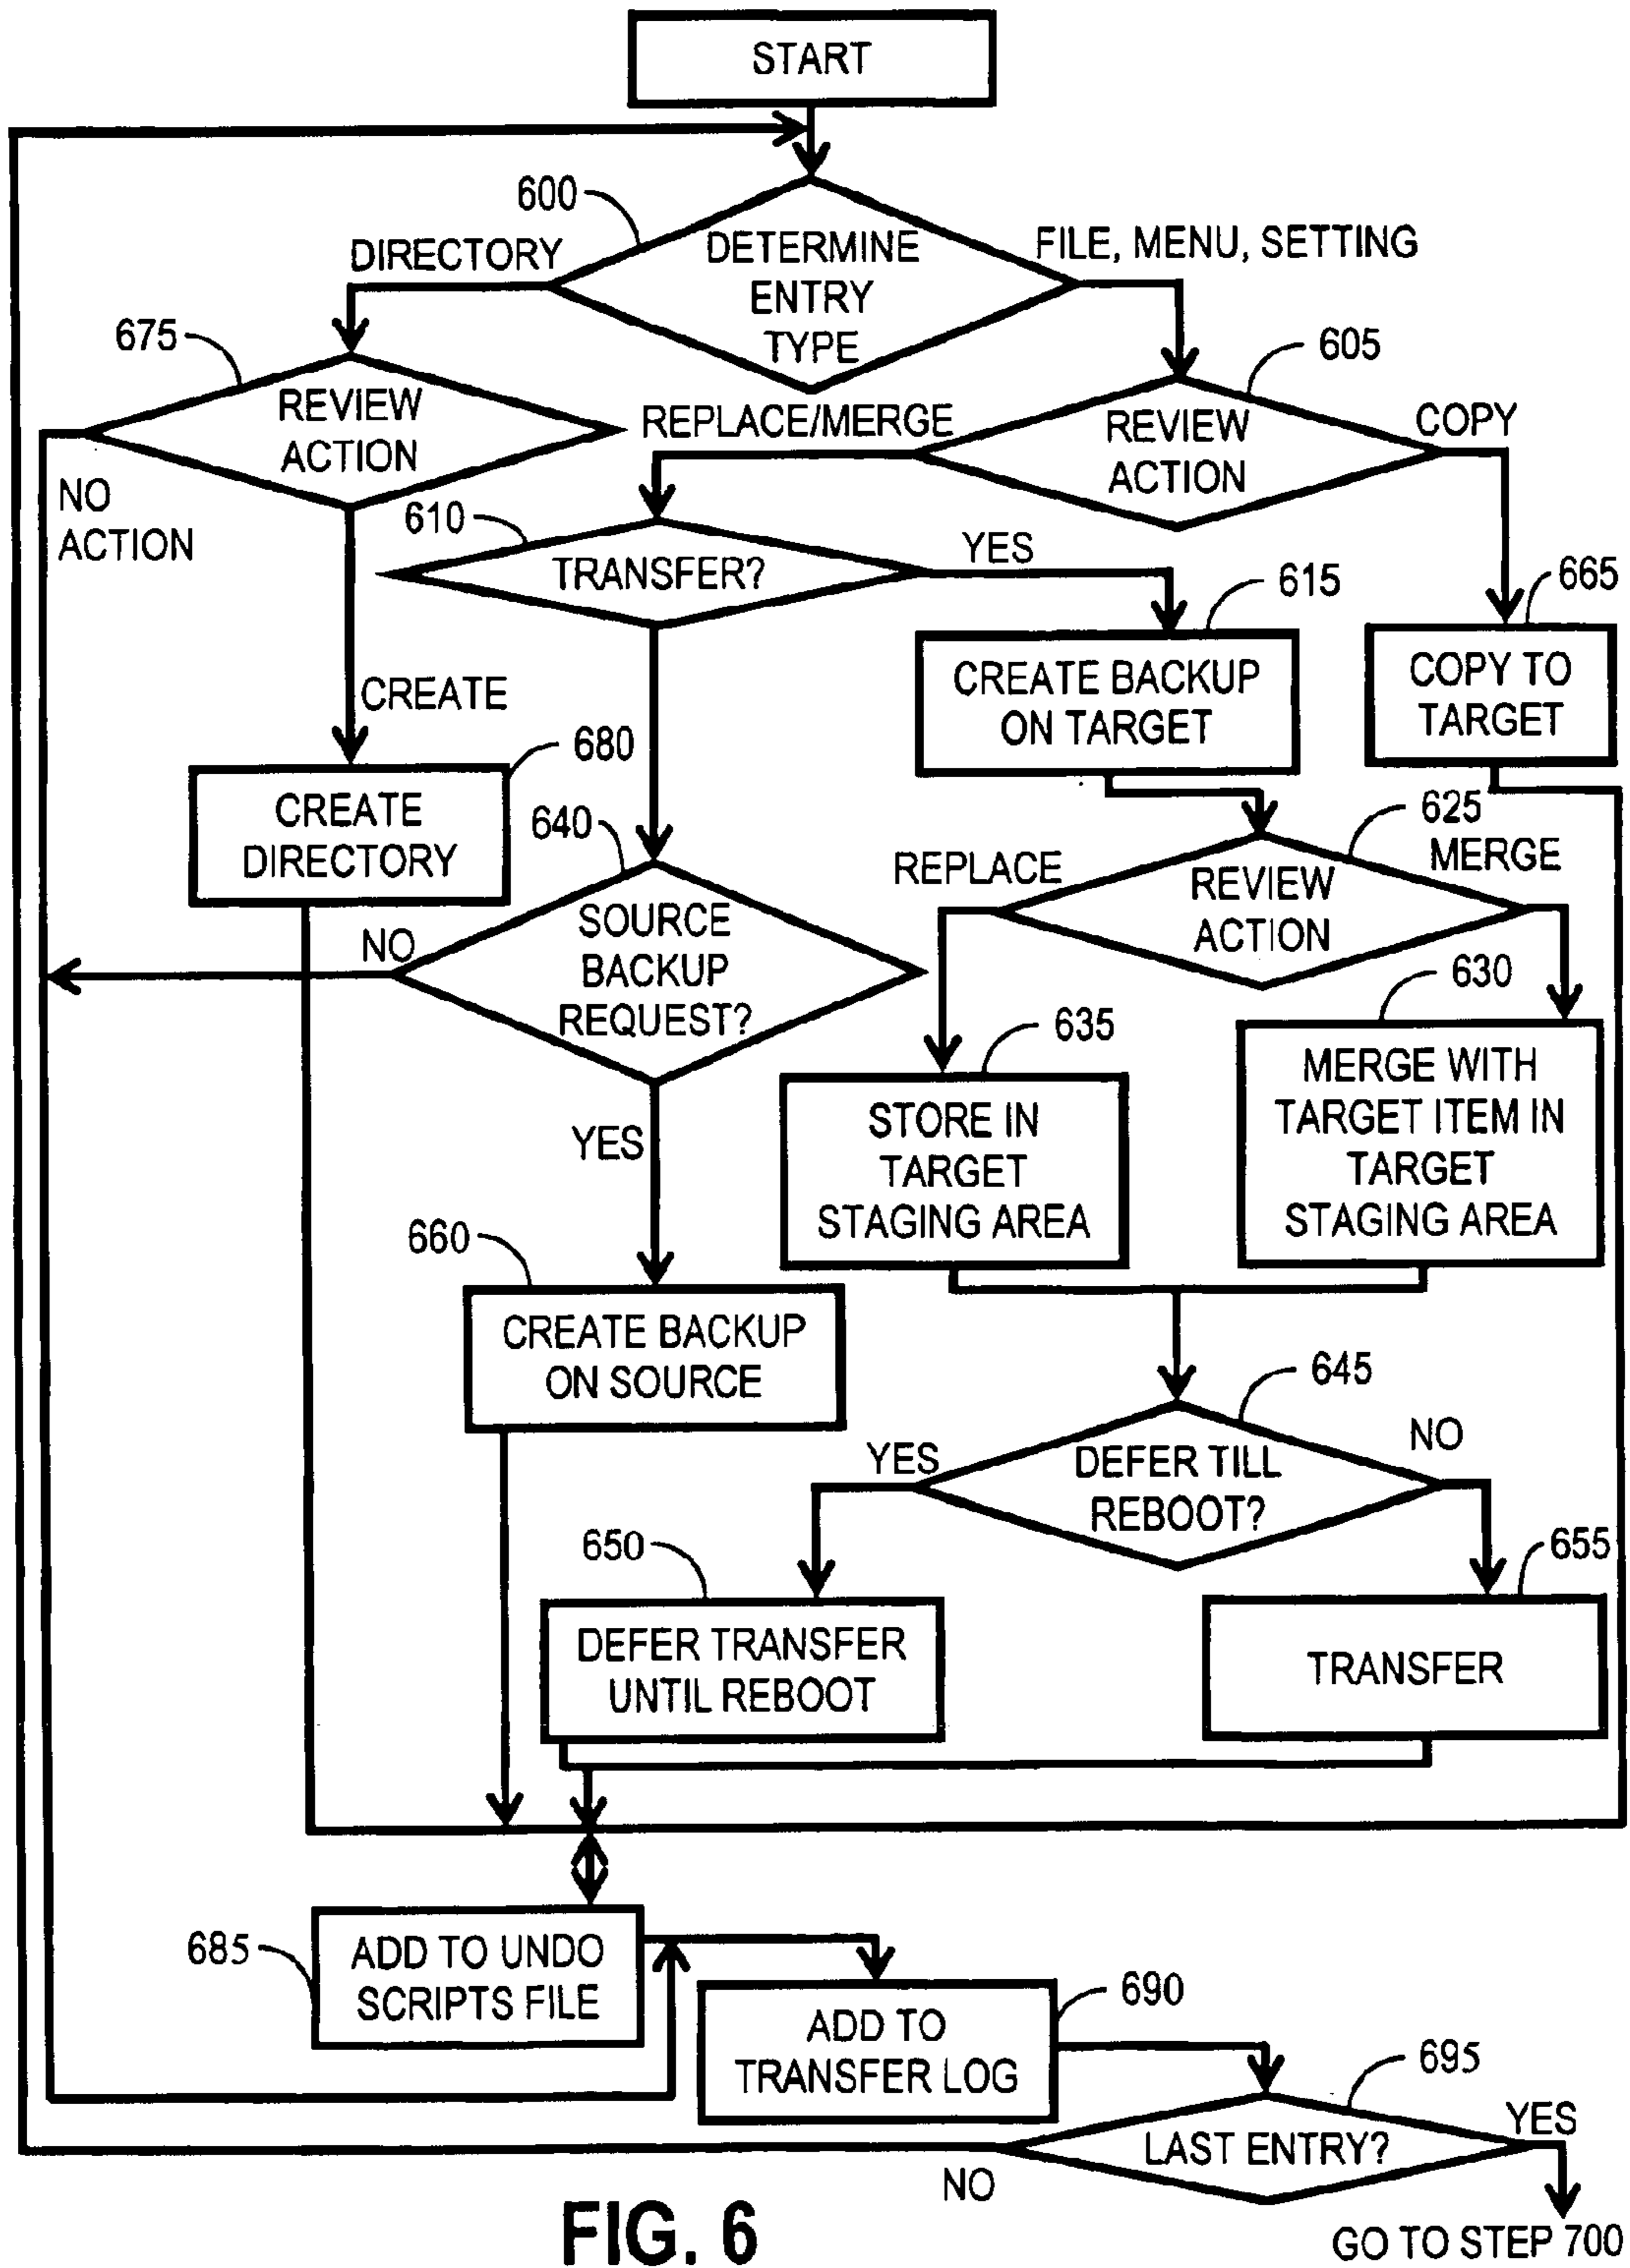 START
600
DIRECTORY
DETERMINE
ENTRY
TYPE
FILE, MENU, SETTING
675
REVIEW
ACTION
605
REPLACE/MERGE
REVIEW
ACTION
COPY
NO
ACTION
610
TRANSFER?
YES
615
665
CREATE BACKUP
ON TARGET
COPY TO
TARGET
CREATE
680
CREATE
DIRECTORY
640
625
REPLACE
MERGE
REVIEW
ACTION
NO
SOURCE
BACKUP
REQUEST?
630
635
MERGE WITH
TARGET ITEM IN
TARGET
STAGING AREA
STORE IN
TARGET
STAGING AREA
YES
660
CREATE BACKUP
ON SOURCE
645
YES
DEFER TILL
REBOOT?
NO
650
655
DEFER TRANSFER
UNTIL REBOOT
TRANSFER
685
ADD TO UNDO
SCRIPTS FILE
690
ADD TO
TRANSFER LOG
695
LAST ENTRY?
YES
NO
GO TO STEP 700
FIG. 6